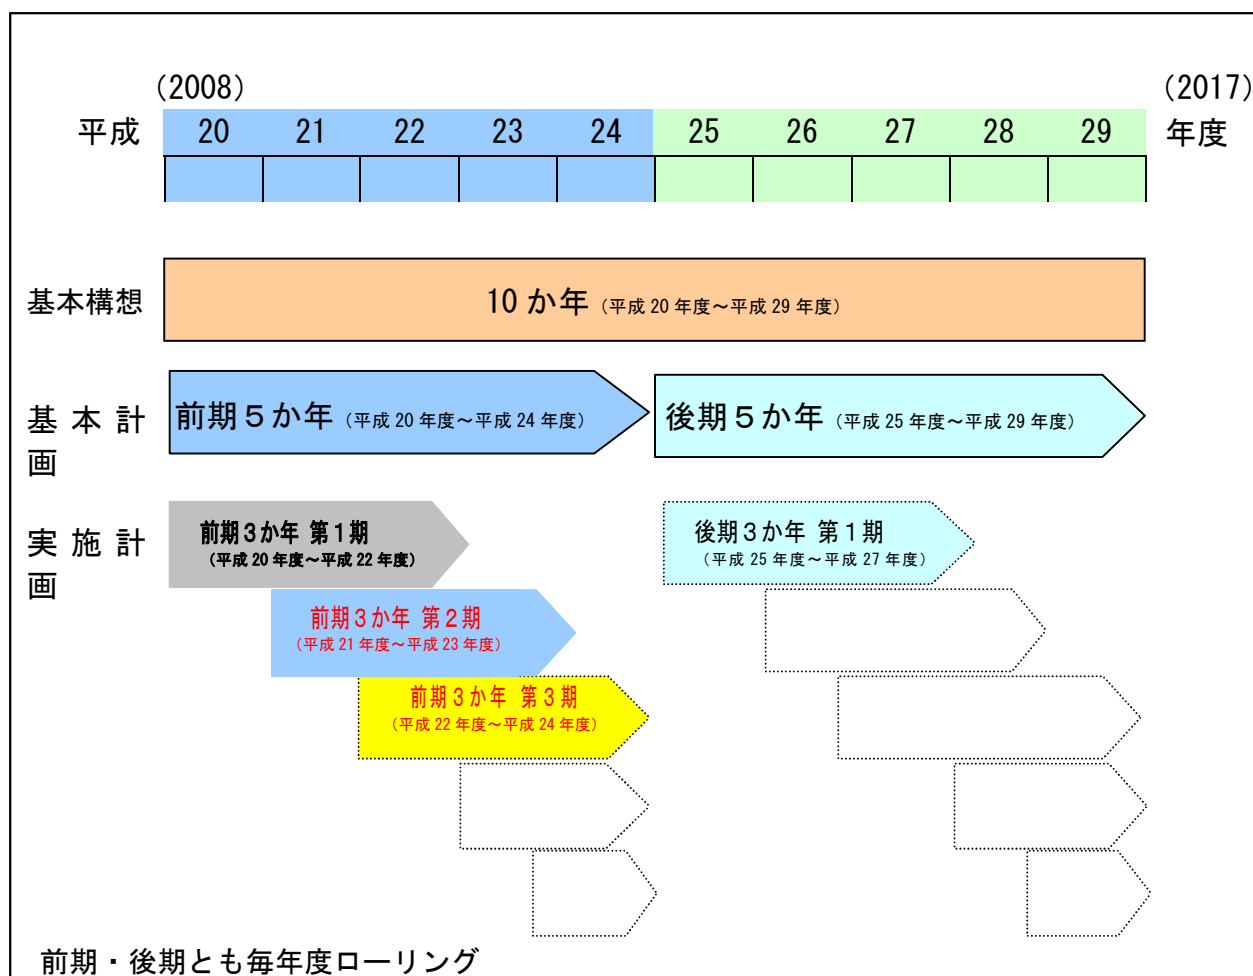 (2008) (2017)
平成 20 21 22 23 24 25 26 27 28 29 年度
基本構想 10か年（平成20年度～平成29年度）
基本計画 前期５か年（平成20年度～平成24年度） 後期５か年（平成25年度～平成29年度）
実施計画
前期３か年 第１期
（平成20年度～平成22年度）
後期３か年 第１期
（平成25年度～平成27年度）
前期３か年 第２期
（平成21年度～平成23年度）
前期３か年 第３期
（平成22年度～平成24年度）
前期・後期とも毎年度ローリング